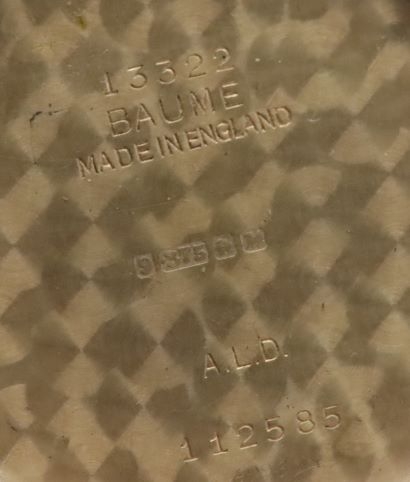 13322
BAUME
MADE IN ENGLAND
9 375
A.L.D.
112585